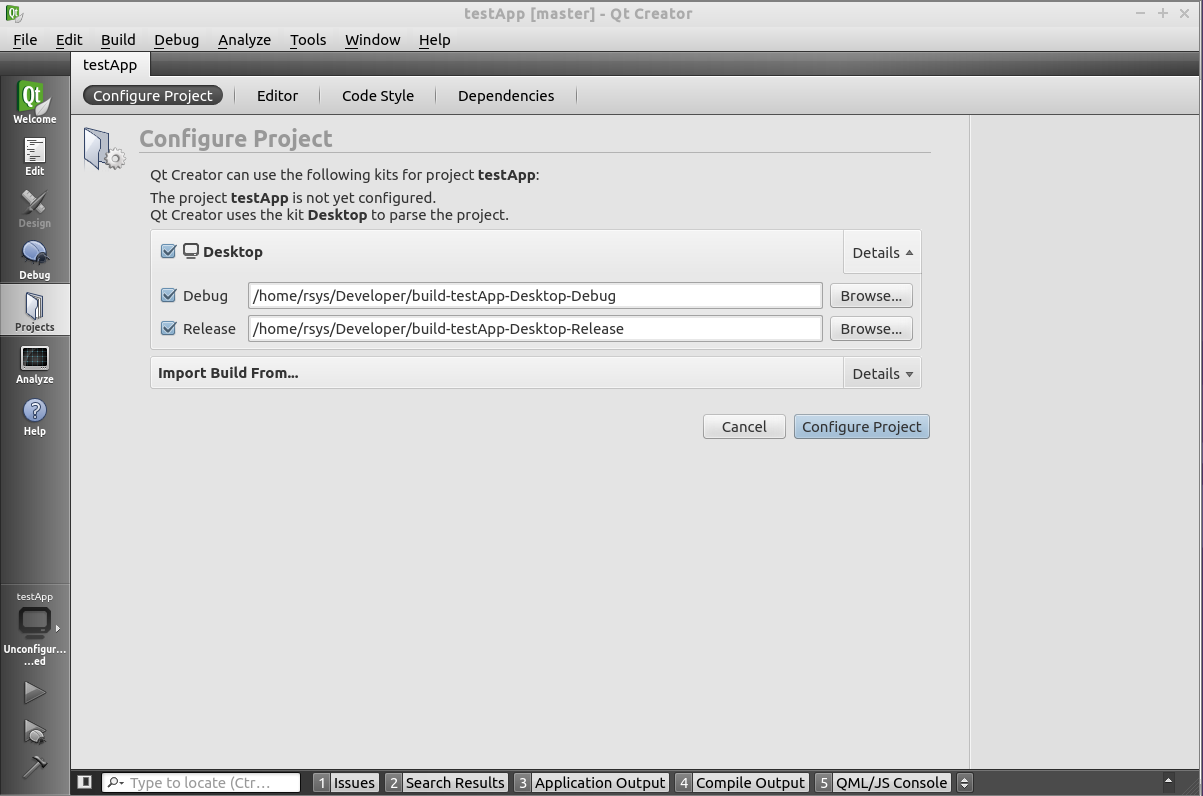 testApp [master] - Qt Creator
File Edit Build Debug Analyze Tools Window Help
testApp
Configure Project Editor Code Style Dependencies
Qt
Welcome
Edit
Design
Debug
Projects
Analyze
Help
Configure Project
Qt Creator can use the following kits for project testApp:
The project testApp is not yet configured.
Qt Creator uses the kit Desktop to parse the project.
Desktop Details
Debug /home/rsys/Developer/build-testApp-Desktop-Debug Browse...
Release /home/rsys/Developer/build-testApp-Desktop-Release Browse...
Import Build From... Details
Cancel Configure Project
testApp
Unconfigur...
...ed
Type to locate (Ctr... 1 Issues 2 Search Results 3 Application Output 4 Compile Output 5 QML/JS Console